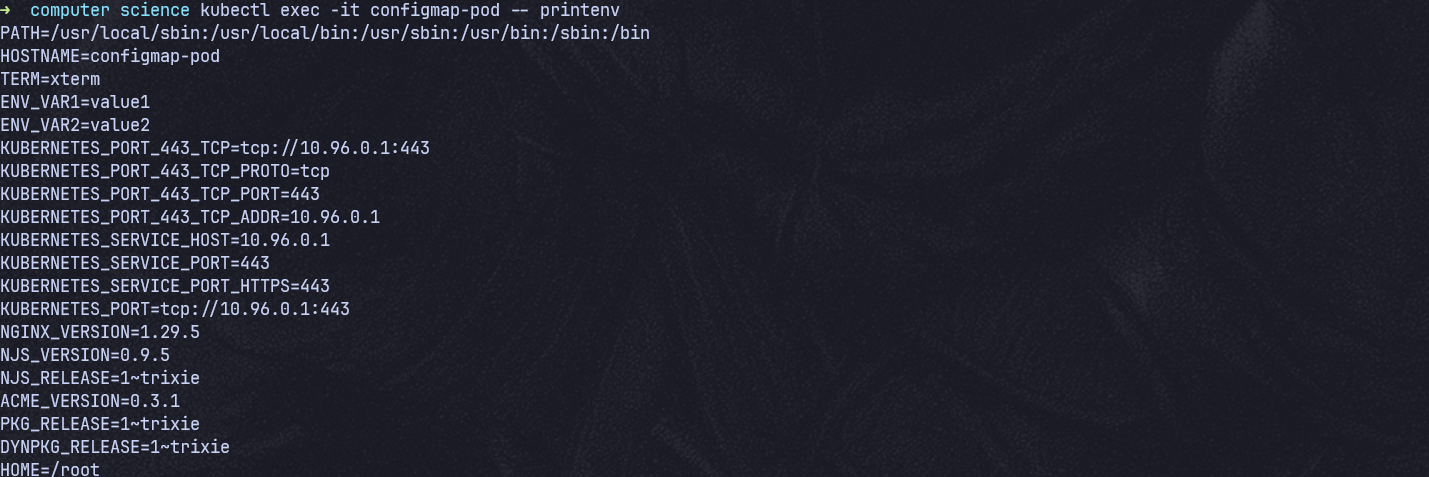 → computer science kubectl exec -it configmap-pod -- printenv
PATH=/usr/local/sbin:/usr/local/bin:/usr/sbin:/usr/bin:/sbin:/bin
HOSTNAME=configmap-pod
TERM=xterm
ENV_VAR1=value1
ENV_VAR2=value2
KUBERNETES_PORT_443_TCP=tcp://10.96.0.1:443
KUBERNETES_PORT_443_TCP_PROTO=tcp
KUBERNETES_PORT_443_TCP_PORT=443
KUBERNETES_PORT_443_TCP_ADDR=10.96.0.1
KUBERNETES_SERVICE_HOST=10.96.0.1
KUBERNETES_SERVICE_PORT=443
KUBERNETES_SERVICE_PORT_HTTPS=443
KUBERNETES_PORT=tcp://10.96.0.1:443
NGINX_VERSION=1.29.5
NJS_VERSION=0.9.5
NJS_RELEASE=1~trixie
ACME_VERSION=0.3.1
PKG_RELEASE=1~trixie
DYNPKG_RELEASE=1~trixie
HOME=/root